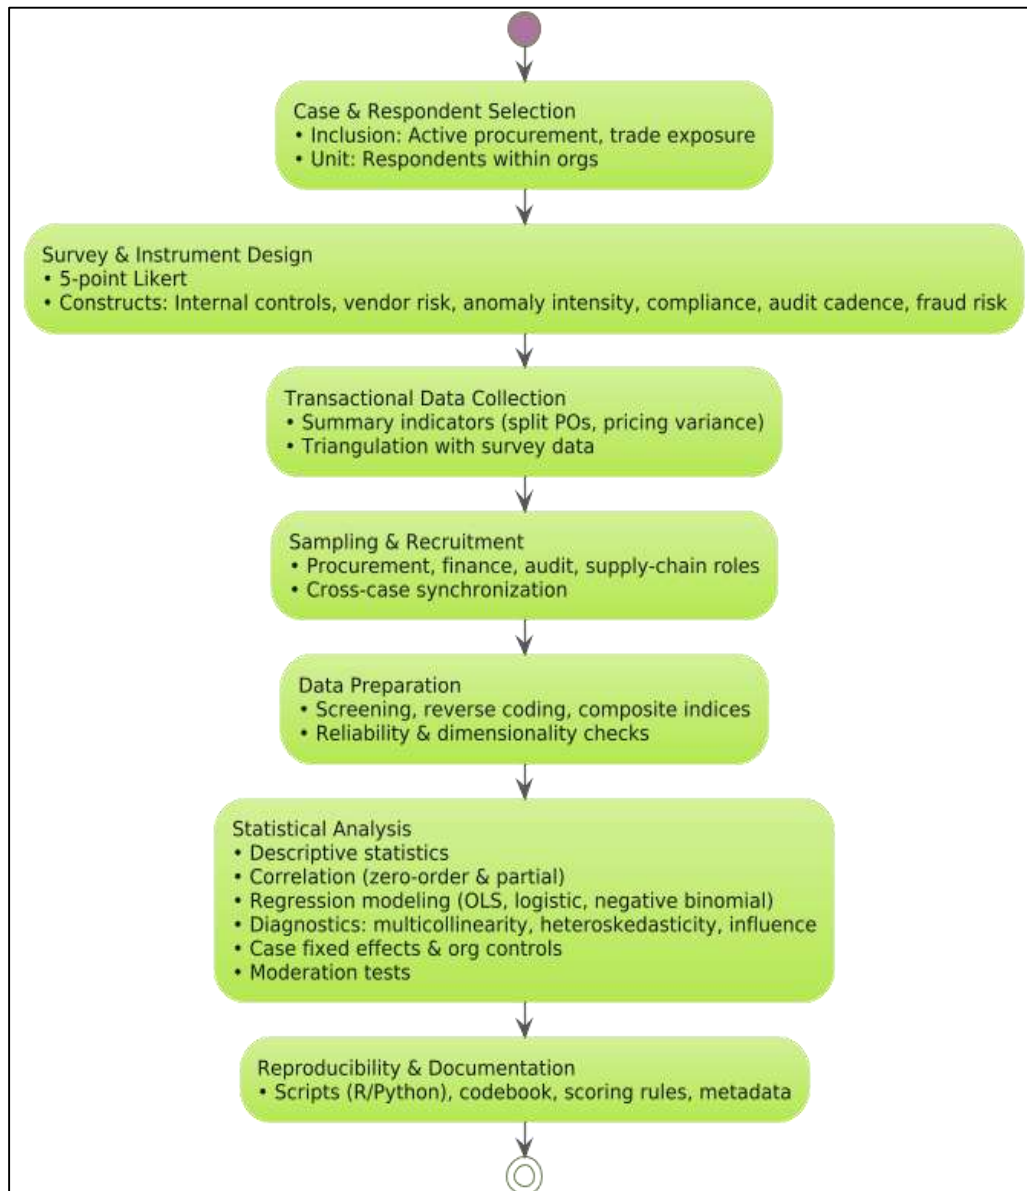 Case & Respondent Selection
• Inclusion: Active procurement, trade exposure
• Unit: Respondents within orgs
Survey & Instrument Design
• 5-point Likert
• Constructs: Internal controls, vendor risk, anomaly intensity, compliance, audit cadence, fraud risk
Transactional Data Collection
• Summary indicators (split POs, pricing variance)
• Triangulation with survey data
Sampling & Recruitment
• Procurement, finance, audit, supply-chain roles
• Cross-case synchronization
Data Preparation
• Screening, reverse coding, composite indices
• Reliability & dimensionality checks
Statistical Analysis
• Descriptive statistics
• Correlation (zero-order & partial)
• Regression modeling (OLS, logistic, negative binomial)
• Diagnostics: multicollinearity, heteroskedasticity, influence
• Case fixed effects & org controls
• Moderation tests
Reproducibility & Documentation
• Scripts (R/Python), codebook, scoring rules, metadata